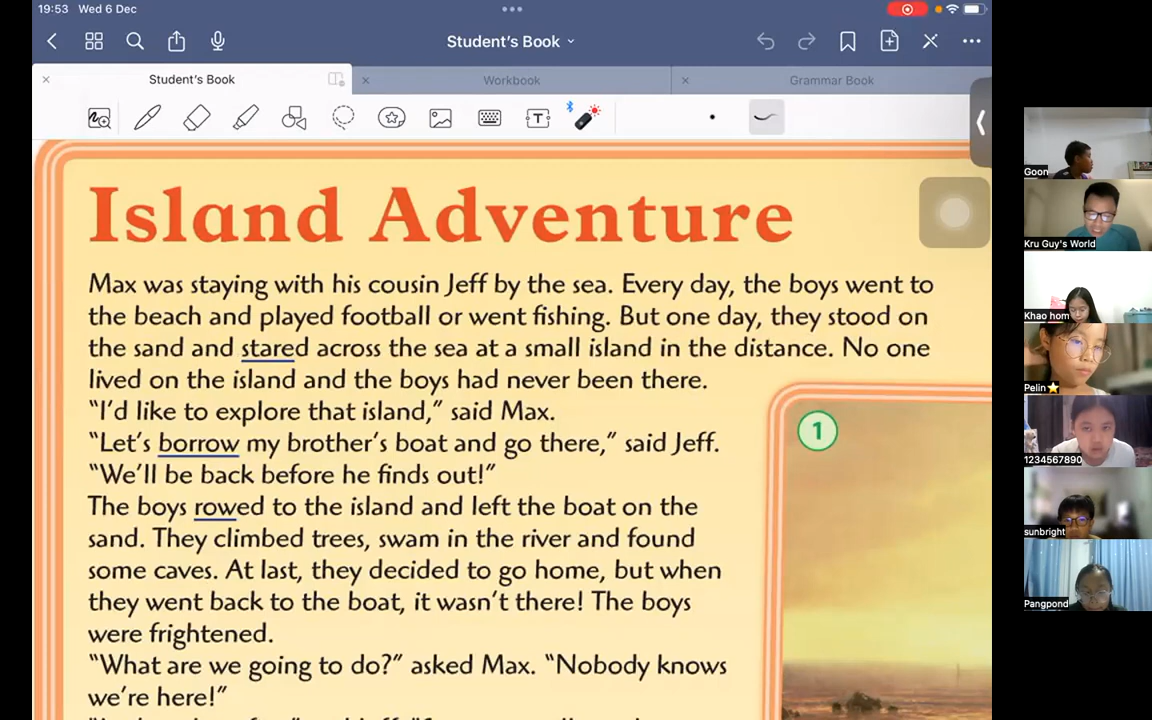 19:53 Wed 6 Dec
Student's Book
Student's Book
Workbook
Grammar Book
Island Adventure
Max was staying with his cousin Jeff by the sea. Every day, the boys went to
the beach and played football or went fishing. But one day, they stood on
the sand and stared across the sea at a small island in the distance. No one
lived on the island and the boys had never been there.
“I’d like to explore that island,” said Max.
“Let’s borrow my brother’s boat and go there,” said Jeff.
“We’ll be back before he finds out!”
The boys rowed to the island and left the boat on the
sand. They climbed trees, swam in the river and found
some caves. At last, they decided to go home, but when
they went back to the boat, it wasn’t there! The boys
were frightened.
“What are we going to do?” asked Max. “Nobody knows
we’re here!”
1
Goon
Kru Guy's World
Khao hom
Pelin⭐
1234567890
sunbright
Pangpond